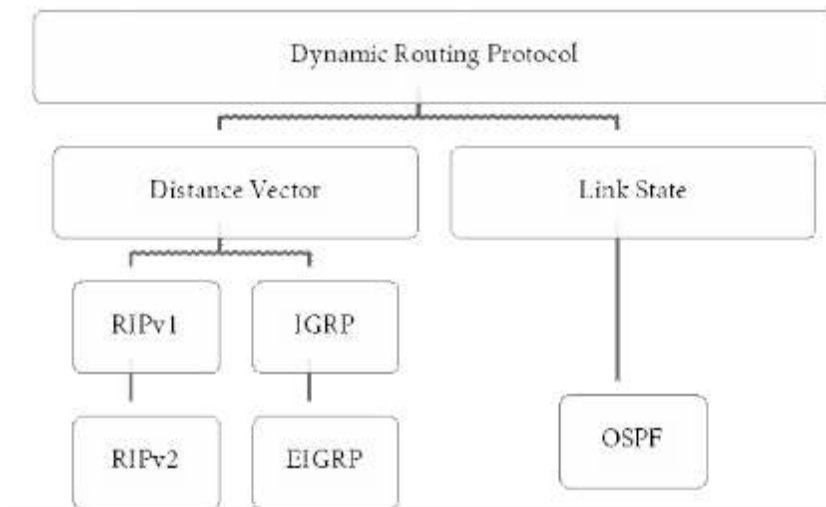 Dynamic Routing Protocol
Distance Vector
Link State
RIPv1
IGRP
RIPv2
EIGRP
OSPF